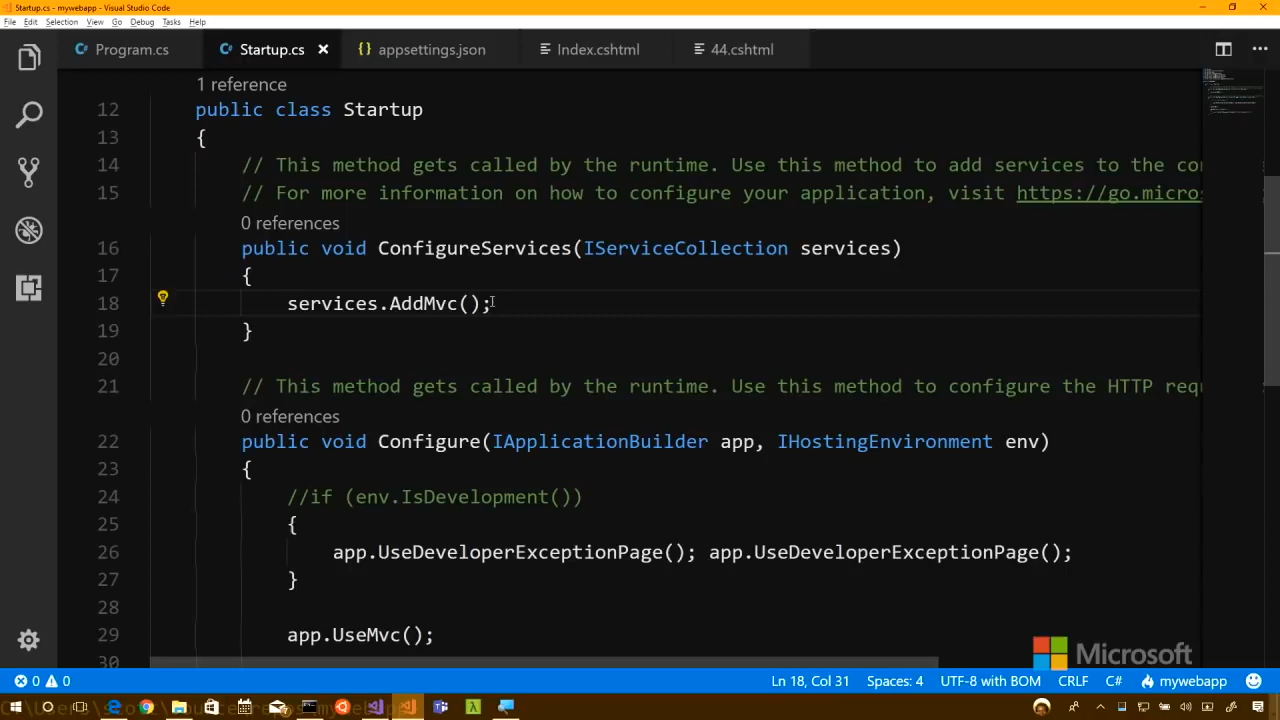 Startup.cs - mywebapp - Visual Studio Code
File Edit Selection View Go Debug Tasks Help
Program.cs Startup.cs appsettings.json Index.cshtml 44.cshtml
1 reference
12 public class Startup
13 {
14 // This method gets called by the runtime. Use this method to add services to the co
15 // For more information on how to configure your application, visit https://go.micros
0 references
16 public void ConfigureServices(IServiceCollection services)
17 {
18 services.AddMvc();
19 }
20
21 // This method gets called by the runtime. Use this method to configure the HTTP req
0 references
22 public void Configure(IApplicationBuilder app, IHostingEnvironment env)
23 {
24 //if (env.IsDevelopment())
25 {
26 app.UseDeveloperExceptionPage(); app.UseDeveloperExceptionPage();
27 }
28
29 app.UseMvc();
30
Microsoft
0 0 Ln 18, Col 31 Spaces: 4 UTF-8 with BOM CRLF C# mywebapp